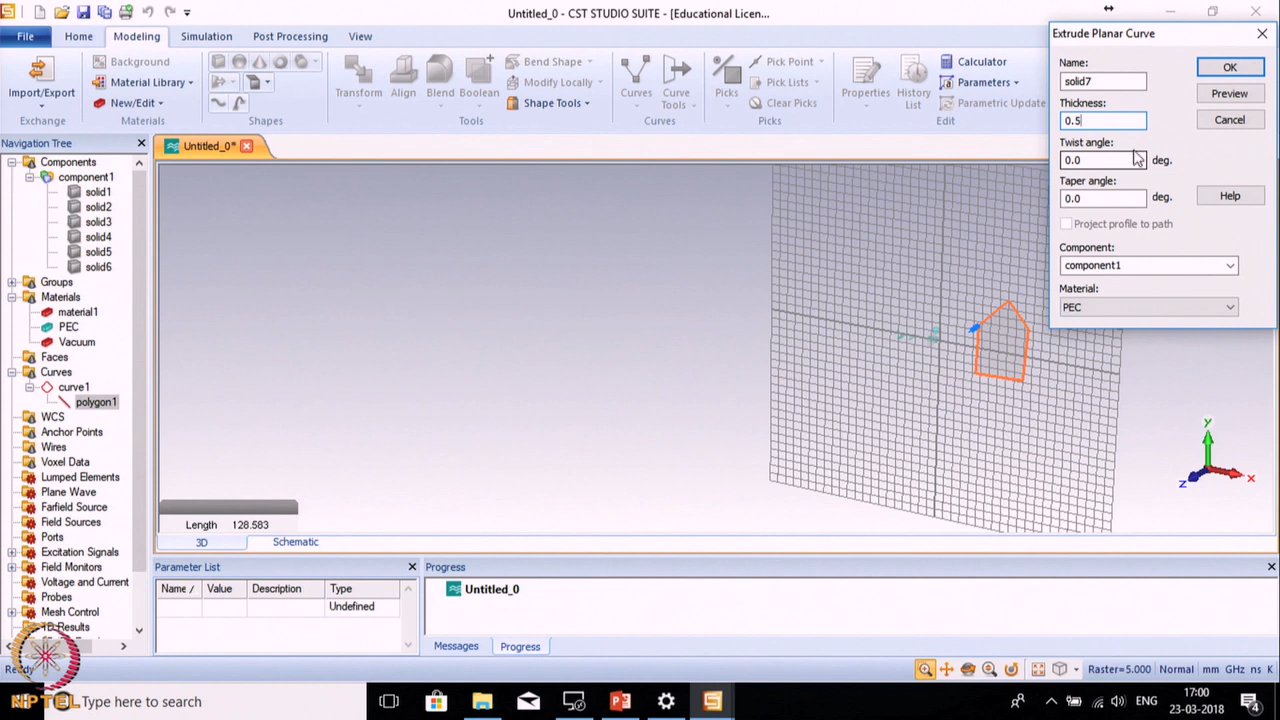 Untitled_0 - CST STUDIO SUITE - [Educational Licen...
File
Home
Modeling
Simulation
Post Processing
View
Import/Export
Exchange
Background
Material Library
New/Edit
Materials
Shapes
Transform
Align
Blend
Boolean
Bend Shape
Modify Locally
Shape Tools
Tools
Curves
Curve
Tools
Curves
Picks
Pick Point
Pick Lists
Clear Picks
Picks
Properties
History
List
Calculator
Parameters
Parametric Update
Edit
Extrude Planar Curve
Name:
solid7
OK
Thickness:
0.5
Preview
Cancel
Twist angle:
0.0
deg.
Taper angle:
0.0
deg.
Help
Project profile to path
Component:
component1
Material:
PEC
Navigation Tree
Components
component1
solid1
solid2
solid3
solid4
solid5
solid6
Groups
Materials
material1
PEC
Vacuum
Faces
Curves
curve1
polygon1
WCS
Anchor Points
Wires
Voxel Data
Lumped Elements
Plane Wave
Farfield Source
Field Sources
Ports
Excitation Signals
Field Monitors
Voltage and Current
Probes
Mesh Control
1D Results
Untitled_0*
y
x
z
Length 128.583
3D
Schematic
Parameter List
Name
Value
Description
Type
Undefined
Progress
Untitled_0
Messages
Progress
Raster=5.000 Normal mm GHz ns K
NPTEL
Type here to search
ENG
17:00
23-03-2018
4